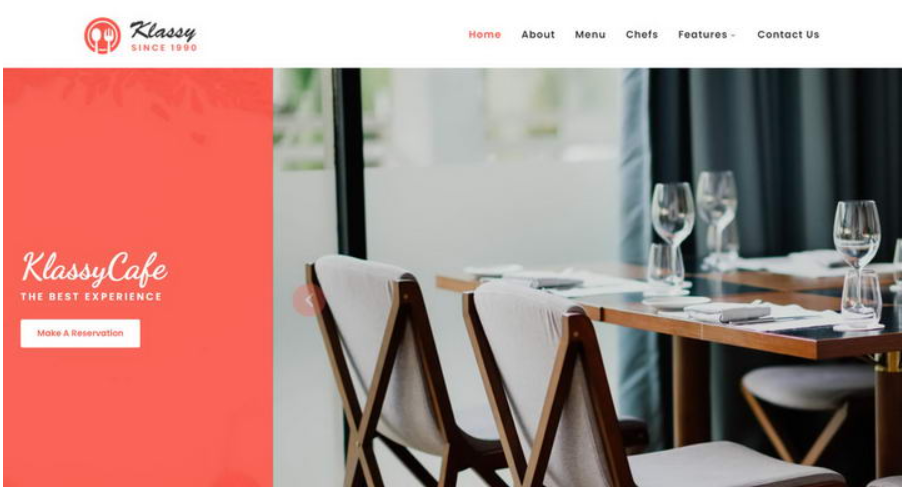 Klassy
SINCE 1990
Home About Menu Chefs Features Contact Us
KlassyCafe
THE BEST EXPERIENCE
Make A Reservation